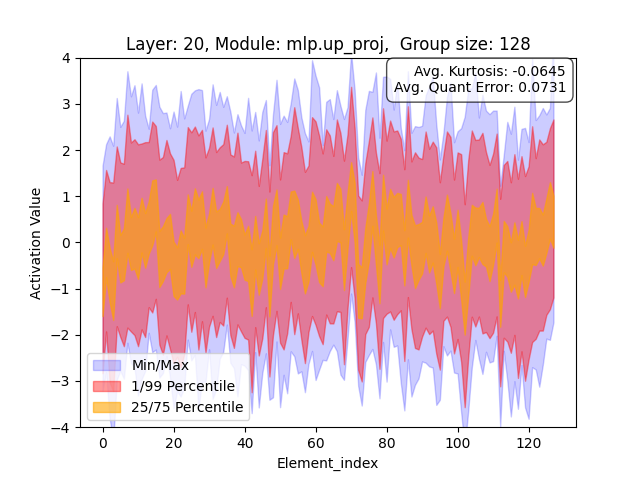 Layer: 20, Module: mlp.up_proj,  Group size: 128
Avg. Kurtosis: -0.0645
Avg. Quant Error: 0.0731
Activation Value
4
3
2
1
0
−1
−2
−3
−4
Min/Max
1/99 Percentile
25/75 Percentile
0 20 40 60 80 100 120
Element_index